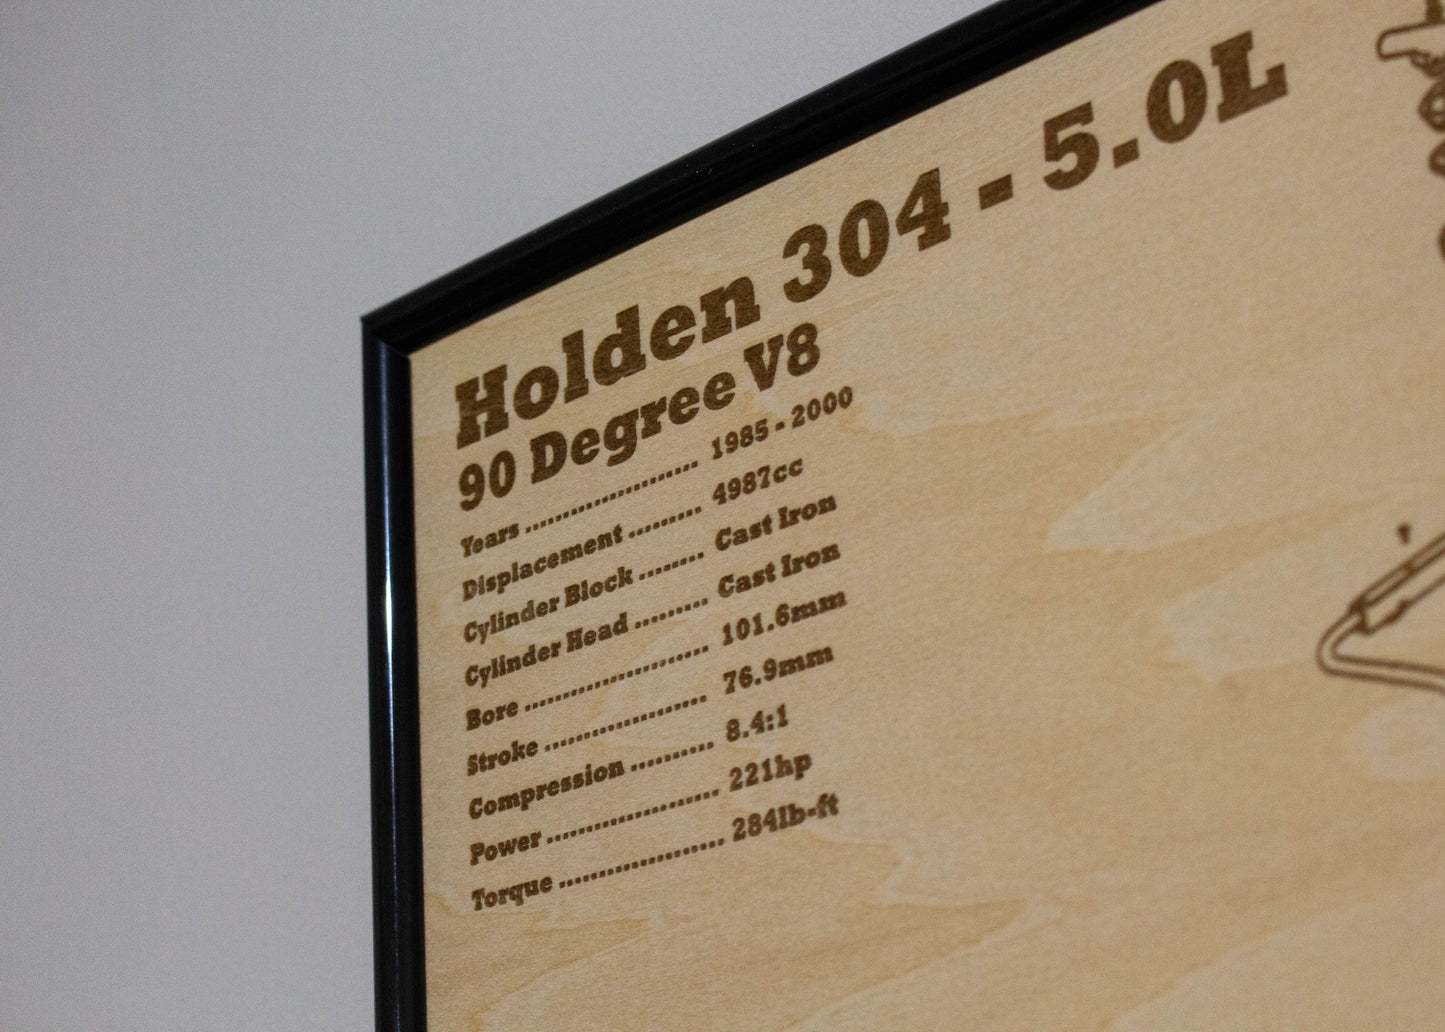 Holden 304 - 5.0L
90 Degree V8
Years ........................ 1985 - 2000
Displacement ......... 4987cc
Cylinder Block ........ Cast Iron
Cylinder Head ......... Cast Iron
Bore ......................... 101.6mm
Stroke ...................... 76.9mm
Compression .......... 8.4:1
Power ....................... 221hp
Torque ...................... 284lb-ft